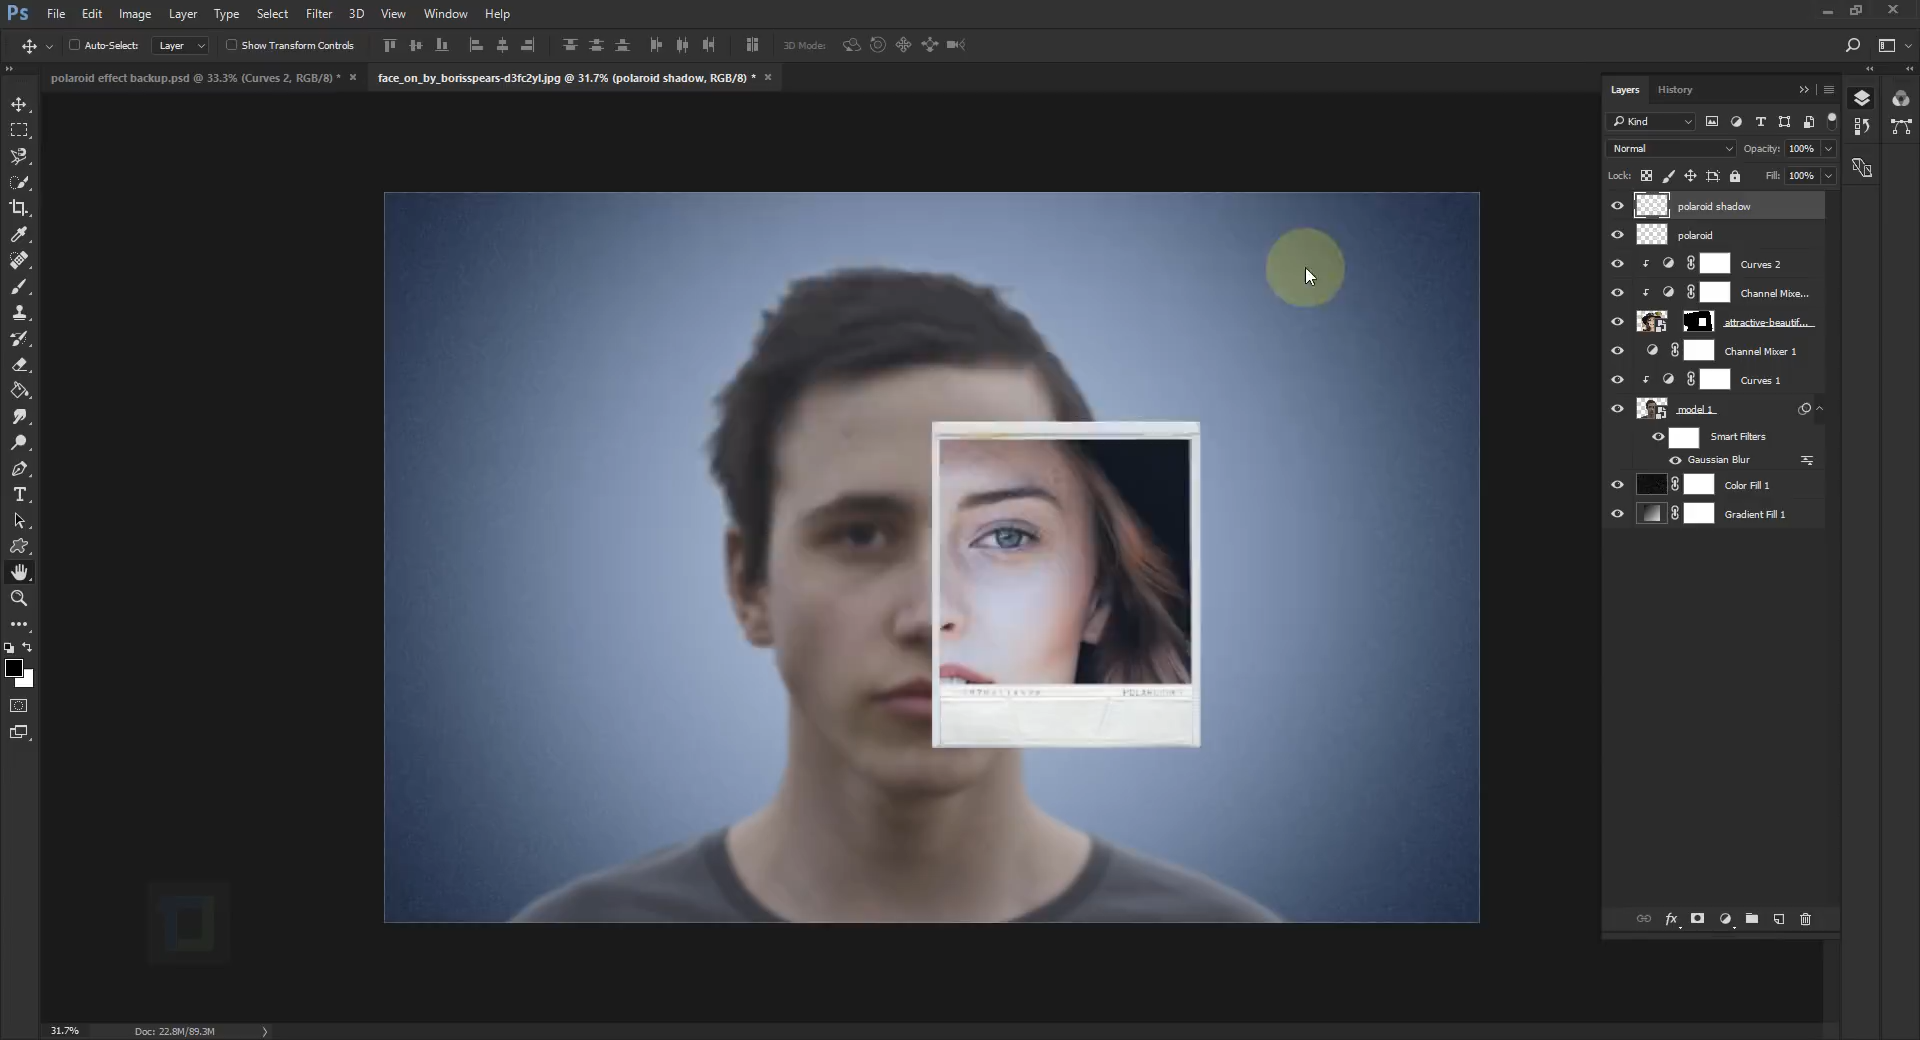 Ps File Edit Image Layer Type Select Filter 3D View Window Help
Auto-Select: Layer Show Transform Controls 3D Mode:
polaroid effect backup.psd @ 33.3% (Curves 2, RGB/8) * × face_on_by_borisspears-d3fc2yl.jpg @ 31.7% (polaroid shadow, RGB/8) * ×
Layers History
Kind
Normal Opacity: 100%
Lock: Fill: 100%
polaroid shadow
polaroid
Curves 2
Channel Mixe...
attractive-beautif...
Channel Mixer 1
Curves 1
model 1
Smart Filters
Gaussian Blur
Color Fill 1
Gradient Fill 1
fx
31.7% Doc: 22.8M/89.3M